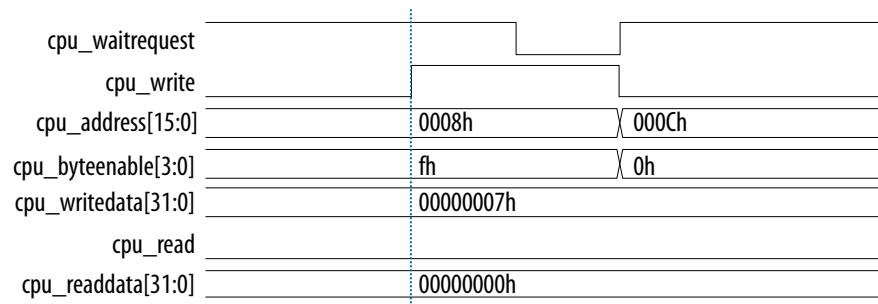 cpu_waitrequest
cpu_write
cpu_address[15:0] 0008h 000Ch
cpu_byteenable[3:0] fh 0h
cpu_writedata[31:0] 00000007h
cpu_read
cpu_readdata[31:0] 00000000h